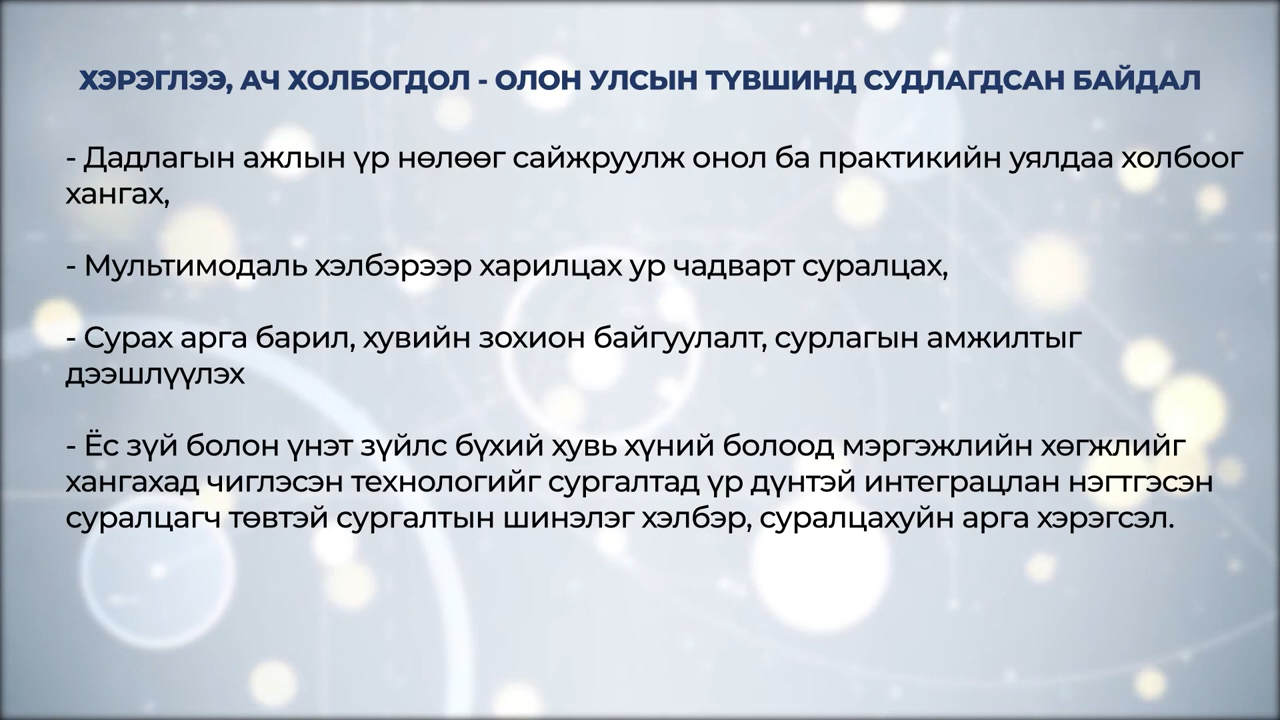 ХЭРЭГЛЭЭ, АЧ ХОЛБОГДОЛ - ОЛОН УЛСЫН ТҮВШИНД СУДЛАГДСАН БАЙДАЛ
- Дадлагын ажлын үр нөлөөг сайжруулж онол ба практикийн уялдаа холбоог
хангах,
- Мультимодаль хэлбэрээр харилцах ур чадварт суралцах,
- Сурах арга барил, хувийн зохион байгуулалт, сурлагын амжилтыг
дээшлүүлэх
- Ёс зүй болон үнэт зүйлс бүхий хувь хүний болоод мэргэжлийн хөгжлийг
хангахад чиглэсэн технологийг сургалтад үр дүнтэй интеграцлан нэгтгэсэн
суралцагч төвтэй сургалтын шинэлэг хэлбэр, суралцахуйн арга хэрэгсэл.